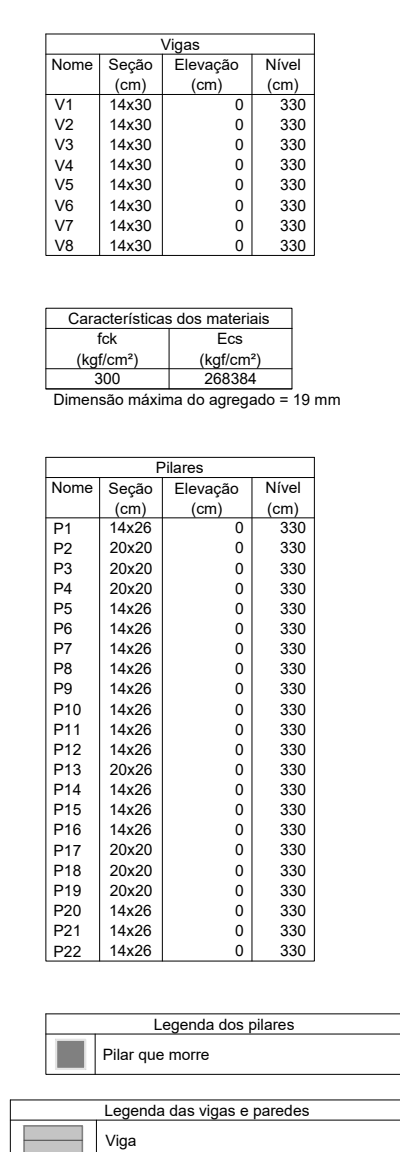 Vigas
Nome Seção Elevação Nível
(cm) (cm) (cm)
V1 14x30 0 330
V2 14x30 0 330
V3 14x30 0 330
V4 14x30 0 330
V5 14x30 0 330
V6 14x30 0 330
V7 14x30 0 330
V8 14x30 0 330
Características dos materiais
fck Ecs
(kgf/cm²) (kgf/cm²)
300 268384
Dimensão máxima do agregado = 19 mm
Pilares
Nome Seção Elevação Nível
(cm) (cm) (cm)
P1 14x26 0 330
P2 20x20 0 330
P3 20x20 0 330
P4 20x20 0 330
P5 14x26 0 330
P6 14x26 0 330
P7 14x26 0 330
P8 14x26 0 330
P9 14x26 0 330
P10 14x26 0 330
P11 14x26 0 330
P12 14x26 0 330
P13 20x26 0 330
P14 14x26 0 330
P15 14x26 0 330
P16 14x26 0 330
P17 20x20 0 330
P18 20x20 0 330
P19 20x20 0 330
P20 14x26 0 330
P21 14x26 0 330
P22 14x26 0 330
Legenda dos pilares
Pilar que morre
Legenda das vigas e paredes
Viga